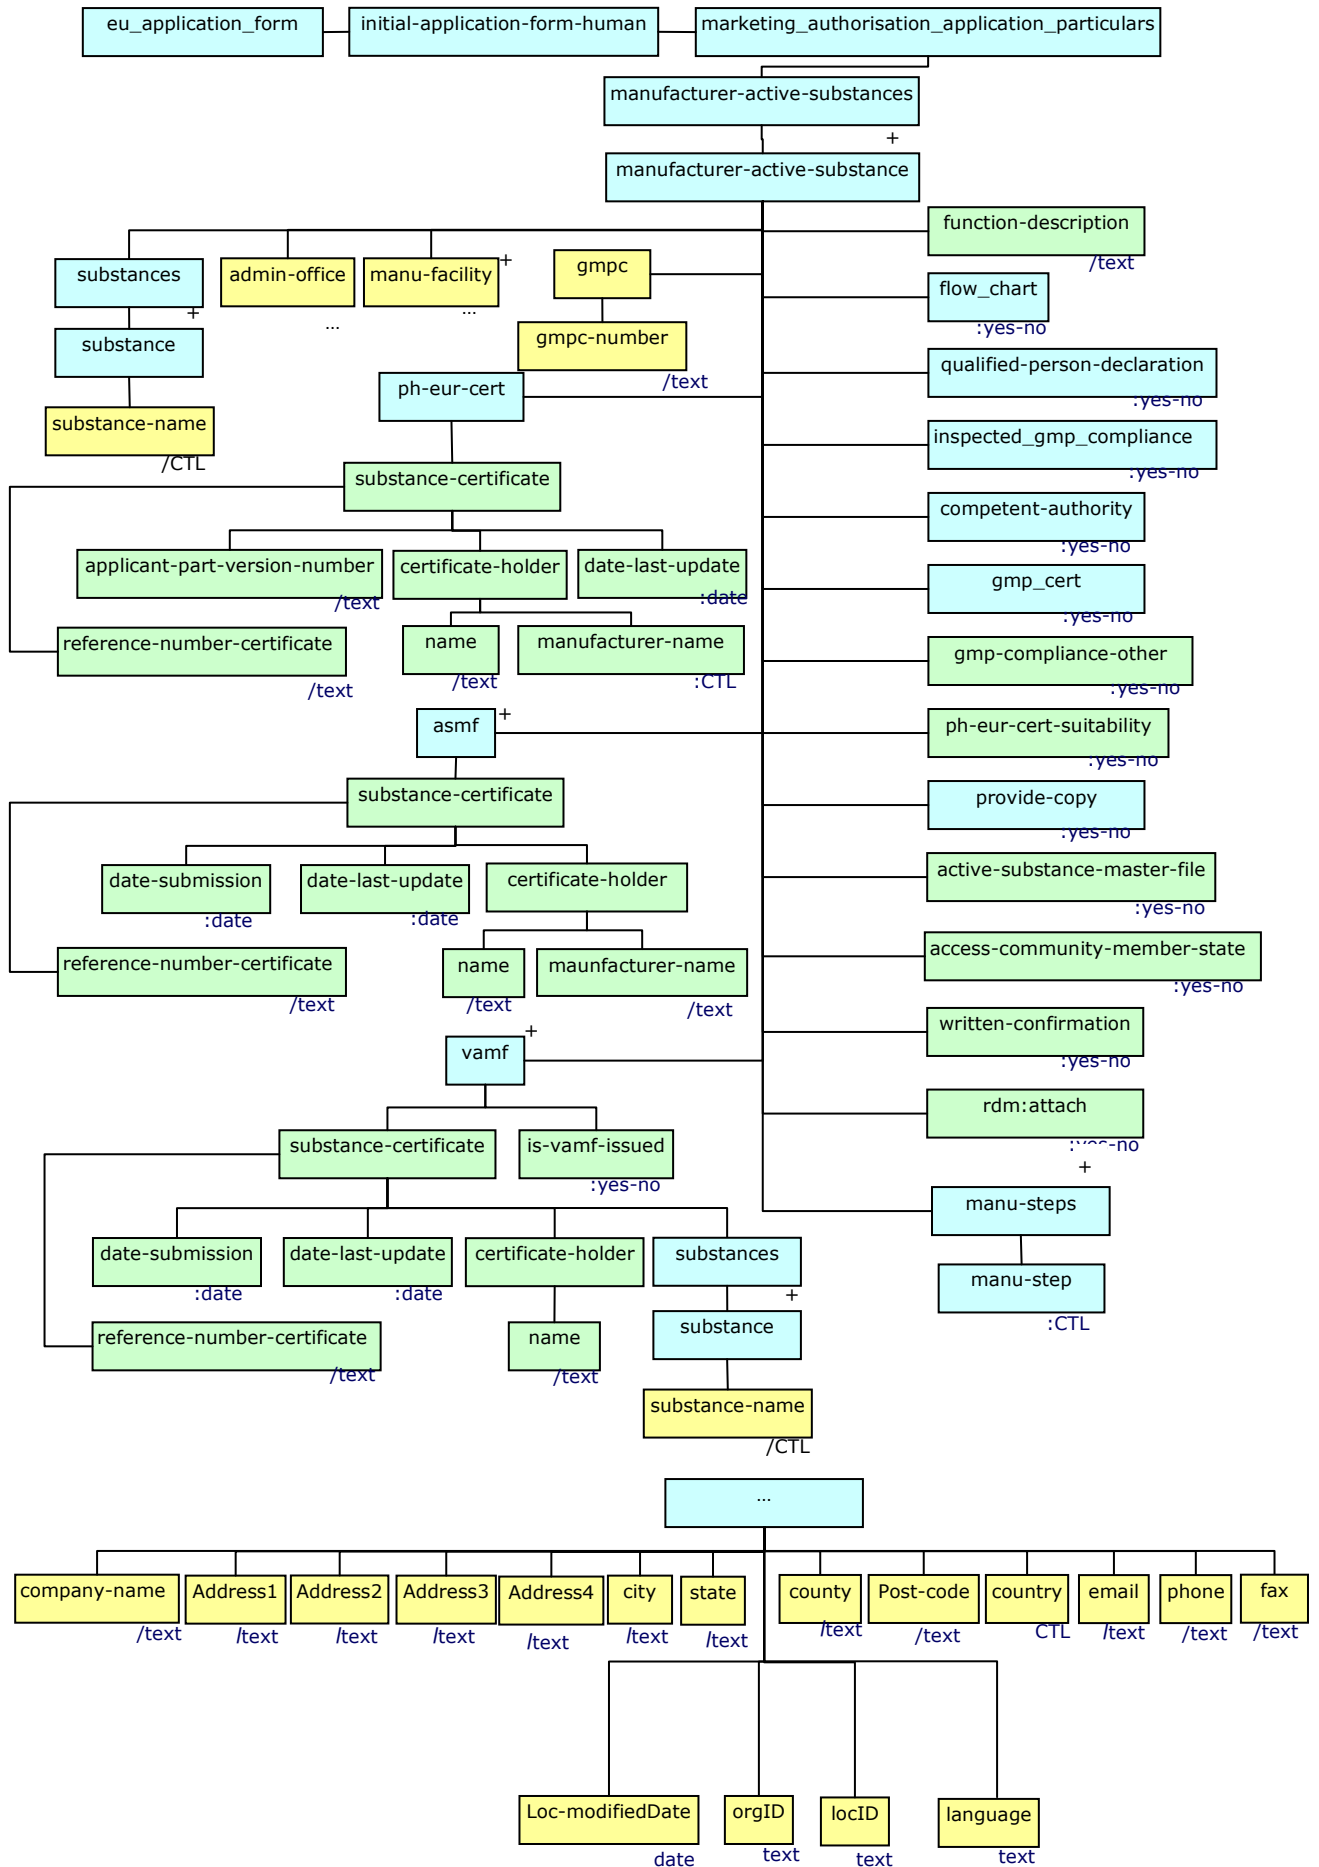 eu_application_form
initial-application-form-human
marketing_authorisation_application_particulars
manufacturer-active-substances
+
manufacturer-active-substance
function-description
/text
substances
+
admin-office
...
manu-facility
+
...
gmpc
gmpc-number
/text
flow_chart
:yes-no
substance
substance-name
/CTL
qualified-person-declaration
:yes-no
ph-eur-cert
inspected_gmp_compliance
:yes-no
substance-certificate
competent-authority
:yes-no
applicant-part-version-number
/text
certificate-holder
date-last-update
:date
gmp_cert
:yes-no
reference-number-certificate
/text
name
/text
manufacturer-name
:CTL
gmp-compliance-other
:yes-no
asmf
+
ph-eur-cert-suitability
:yes-no
substance-certificate
provide-copy
:yes-no
date-submission
:date
date-last-update
:date
certificate-holder
active-substance-master-file
:yes-no
reference-number-certificate
/text
name
/text
maunfacturer-name
/text
access-community-member-state
:yes-no
written-confirmation
:yes-no
vamf
+
rdm:attach
:yes-no
substance-certificate
is-vamf-issued
:yes-no
+
manu-steps
date-submission
:date
date-last-update
:date
certificate-holder
substances
+
manu-step
:CTL
reference-number-certificate
/text
name
/text
substance
substance-name
/CTL
...
company-name
/text
Address1
/text
Address2
/text
Address3
/text
Address4
/text
city
/text
state
/text
county
/text
Post-code
/text
country
CTL
email
/text
phone
/text
fax
/text
Loc-modifiedDate
date
orgID
text
locID
text
language
text